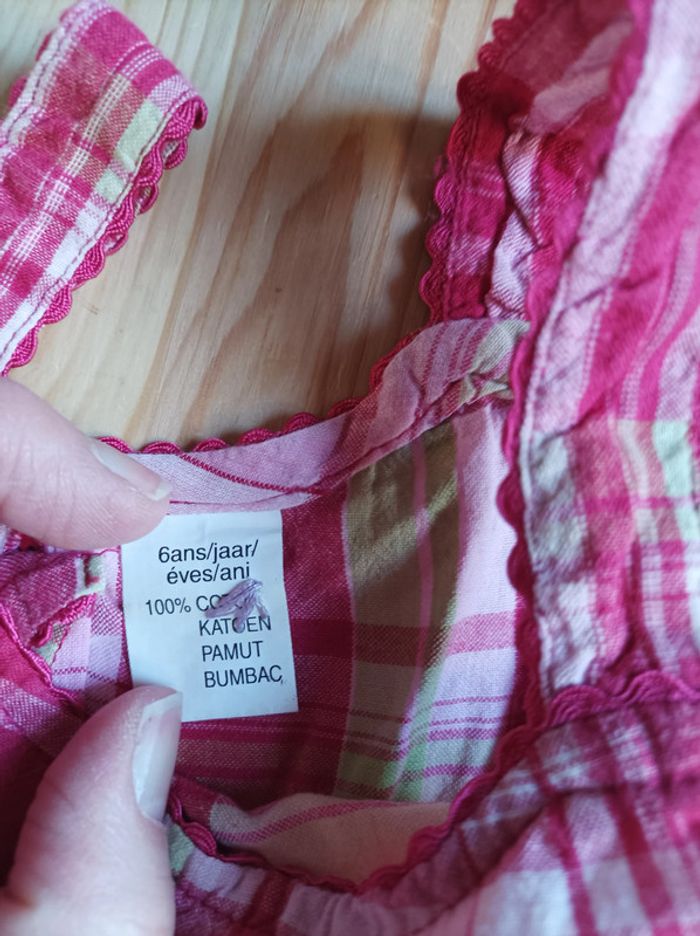 6ans/jaar/
éves/ani
100%
KATOEN
PAMUT
BUMBAC